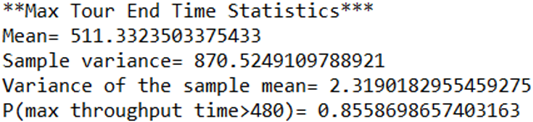 **Max Tour End Time Statistics***
Mean= 511.3323503375433
Sample variance= 870.5249109788921
Variance of the sample mean= 2.3190182955459275
P(max throughput time>480)= 0.8558698657403163